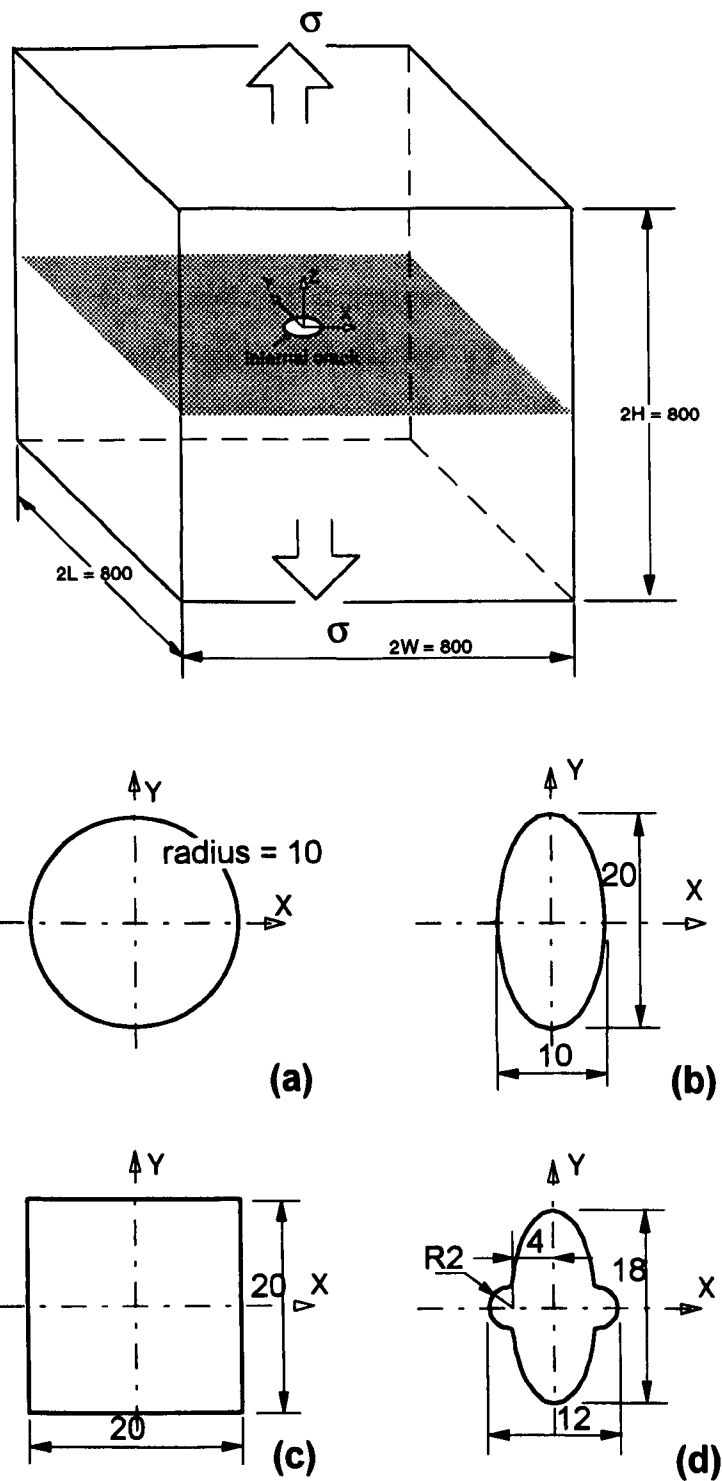 σ
Z
Y
X
internal crack
2H = 800
2L = 800
σ
2W = 800
Y
radius = 10
X
(a)
Y
X
20
10
(b)
Y
X
20
20
(c)
Y
R2
4
18
X
12
(d)